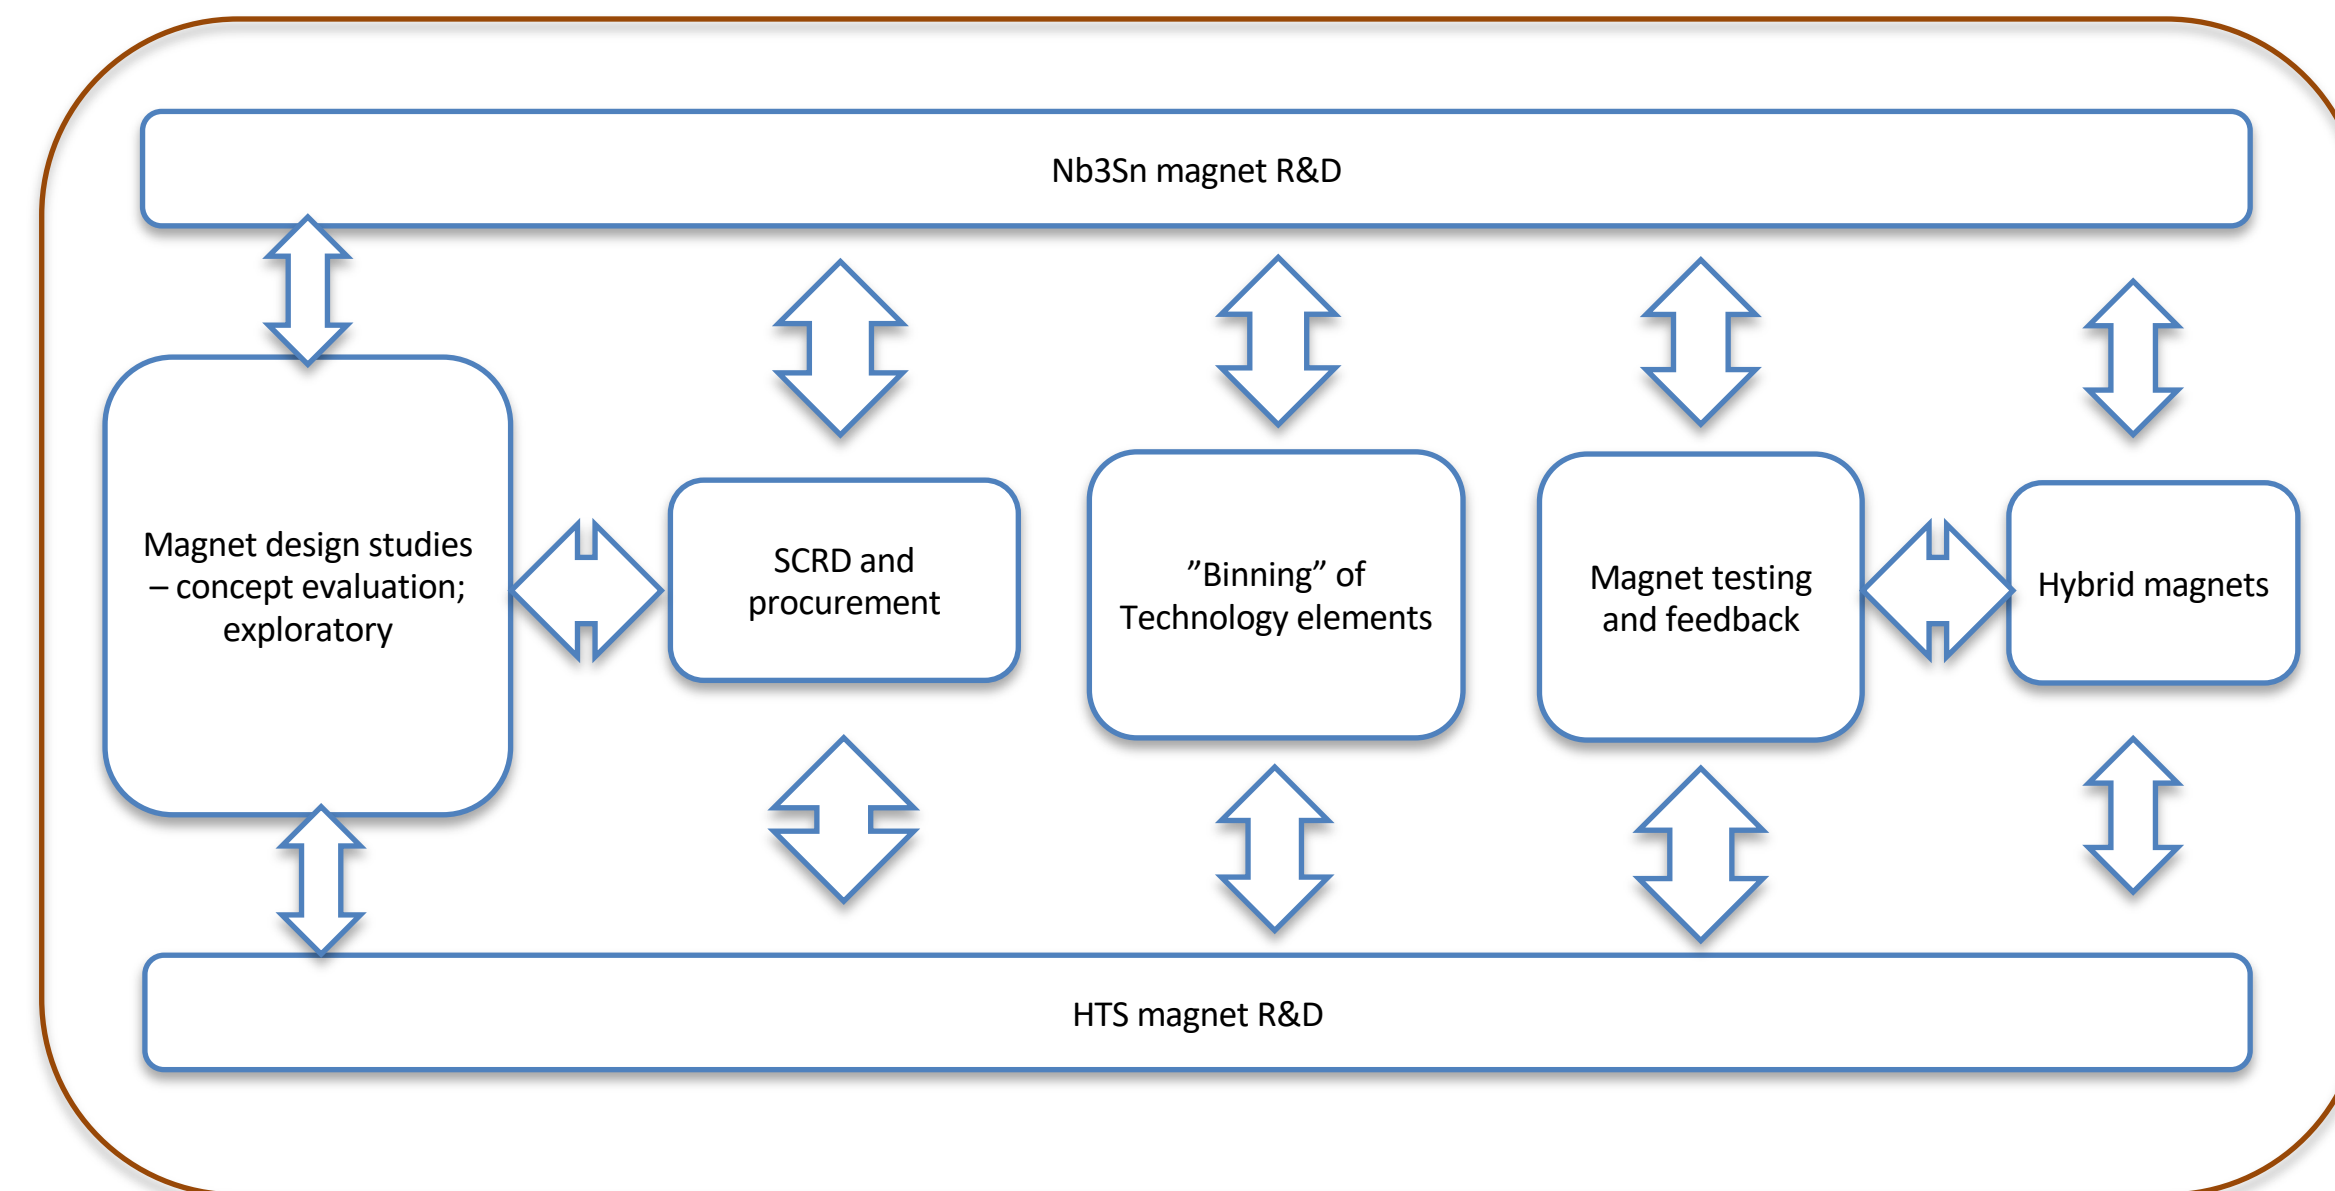 Nb3Sn magnet R&D
Magnet design studies
– concept evaluation;
exploratory
SCRD and
procurement
”Binning” of
Technology elements
Magnet testing
and feedback
Hybrid magnets
HTS magnet R&D